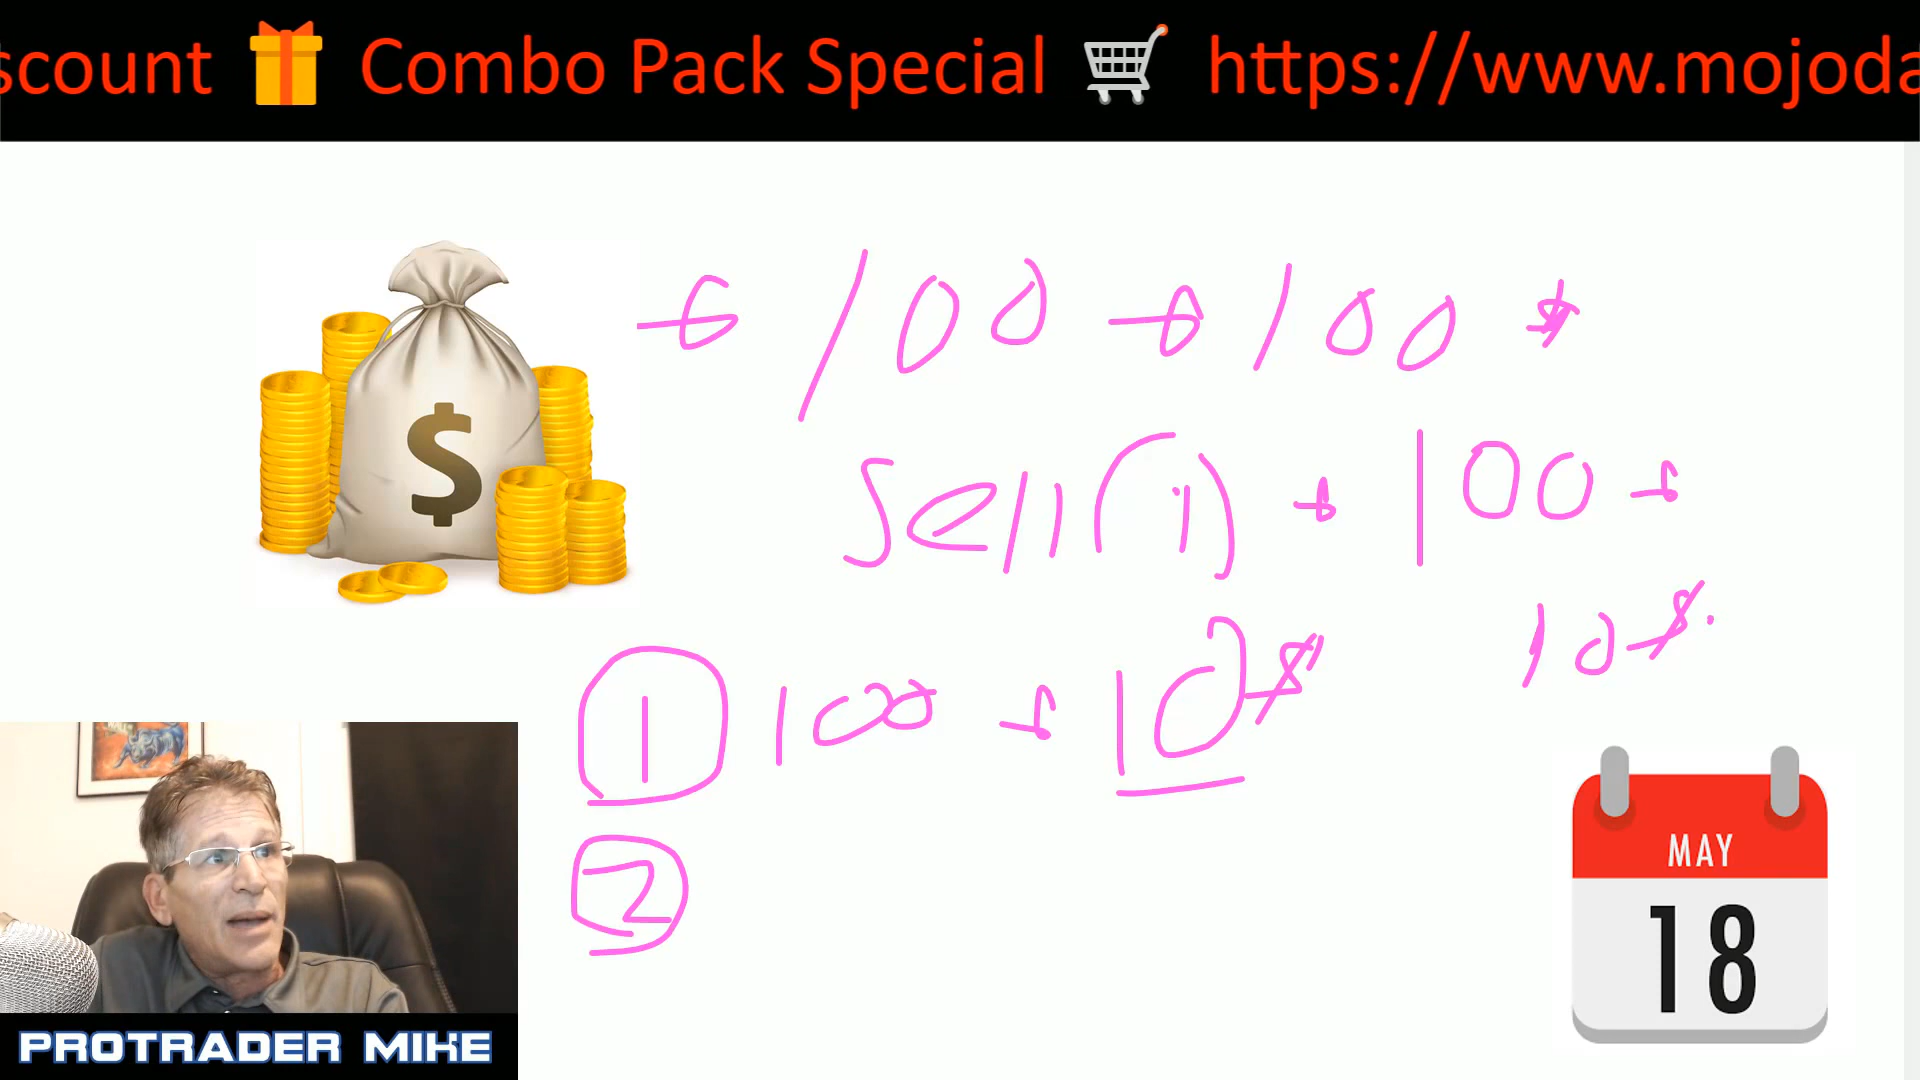 scount 🎁 Combo Pack Special 🛒 https://www.mojoda
100 100
$
Sell (1) 100
10 $
1 100 10 $
2
MAY
18
PROTRADER MIKE